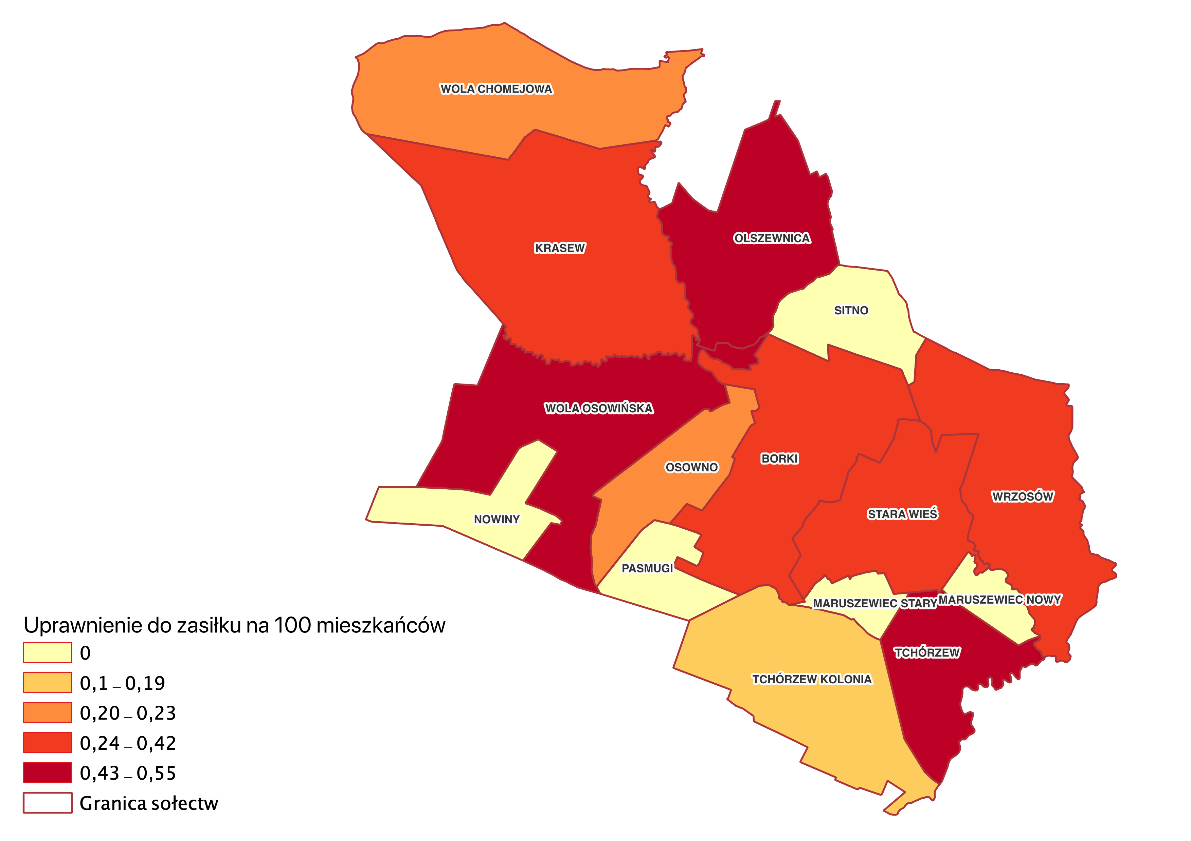 WOLA CHOMEJOWA
KRASEW
OLSZEWNICA
SITNO
WOLA OSOWIŃSKA
OSOWNO
BORKI
WRZOSÓW
STARA WIEŚ
NOWINY
PASMUGI
MARUSZEWIEC STARY
MARUSZEWIEC NOWY
TCHÓRZEW
TCHÓRZEW KOLONIA
Uprawnienie do zasiłku na 100 mieszkańców
0
0,1 – 0,19
0,20 – 0,23
0,24 – 0,42
0,43 – 0,55
Granica sołectw